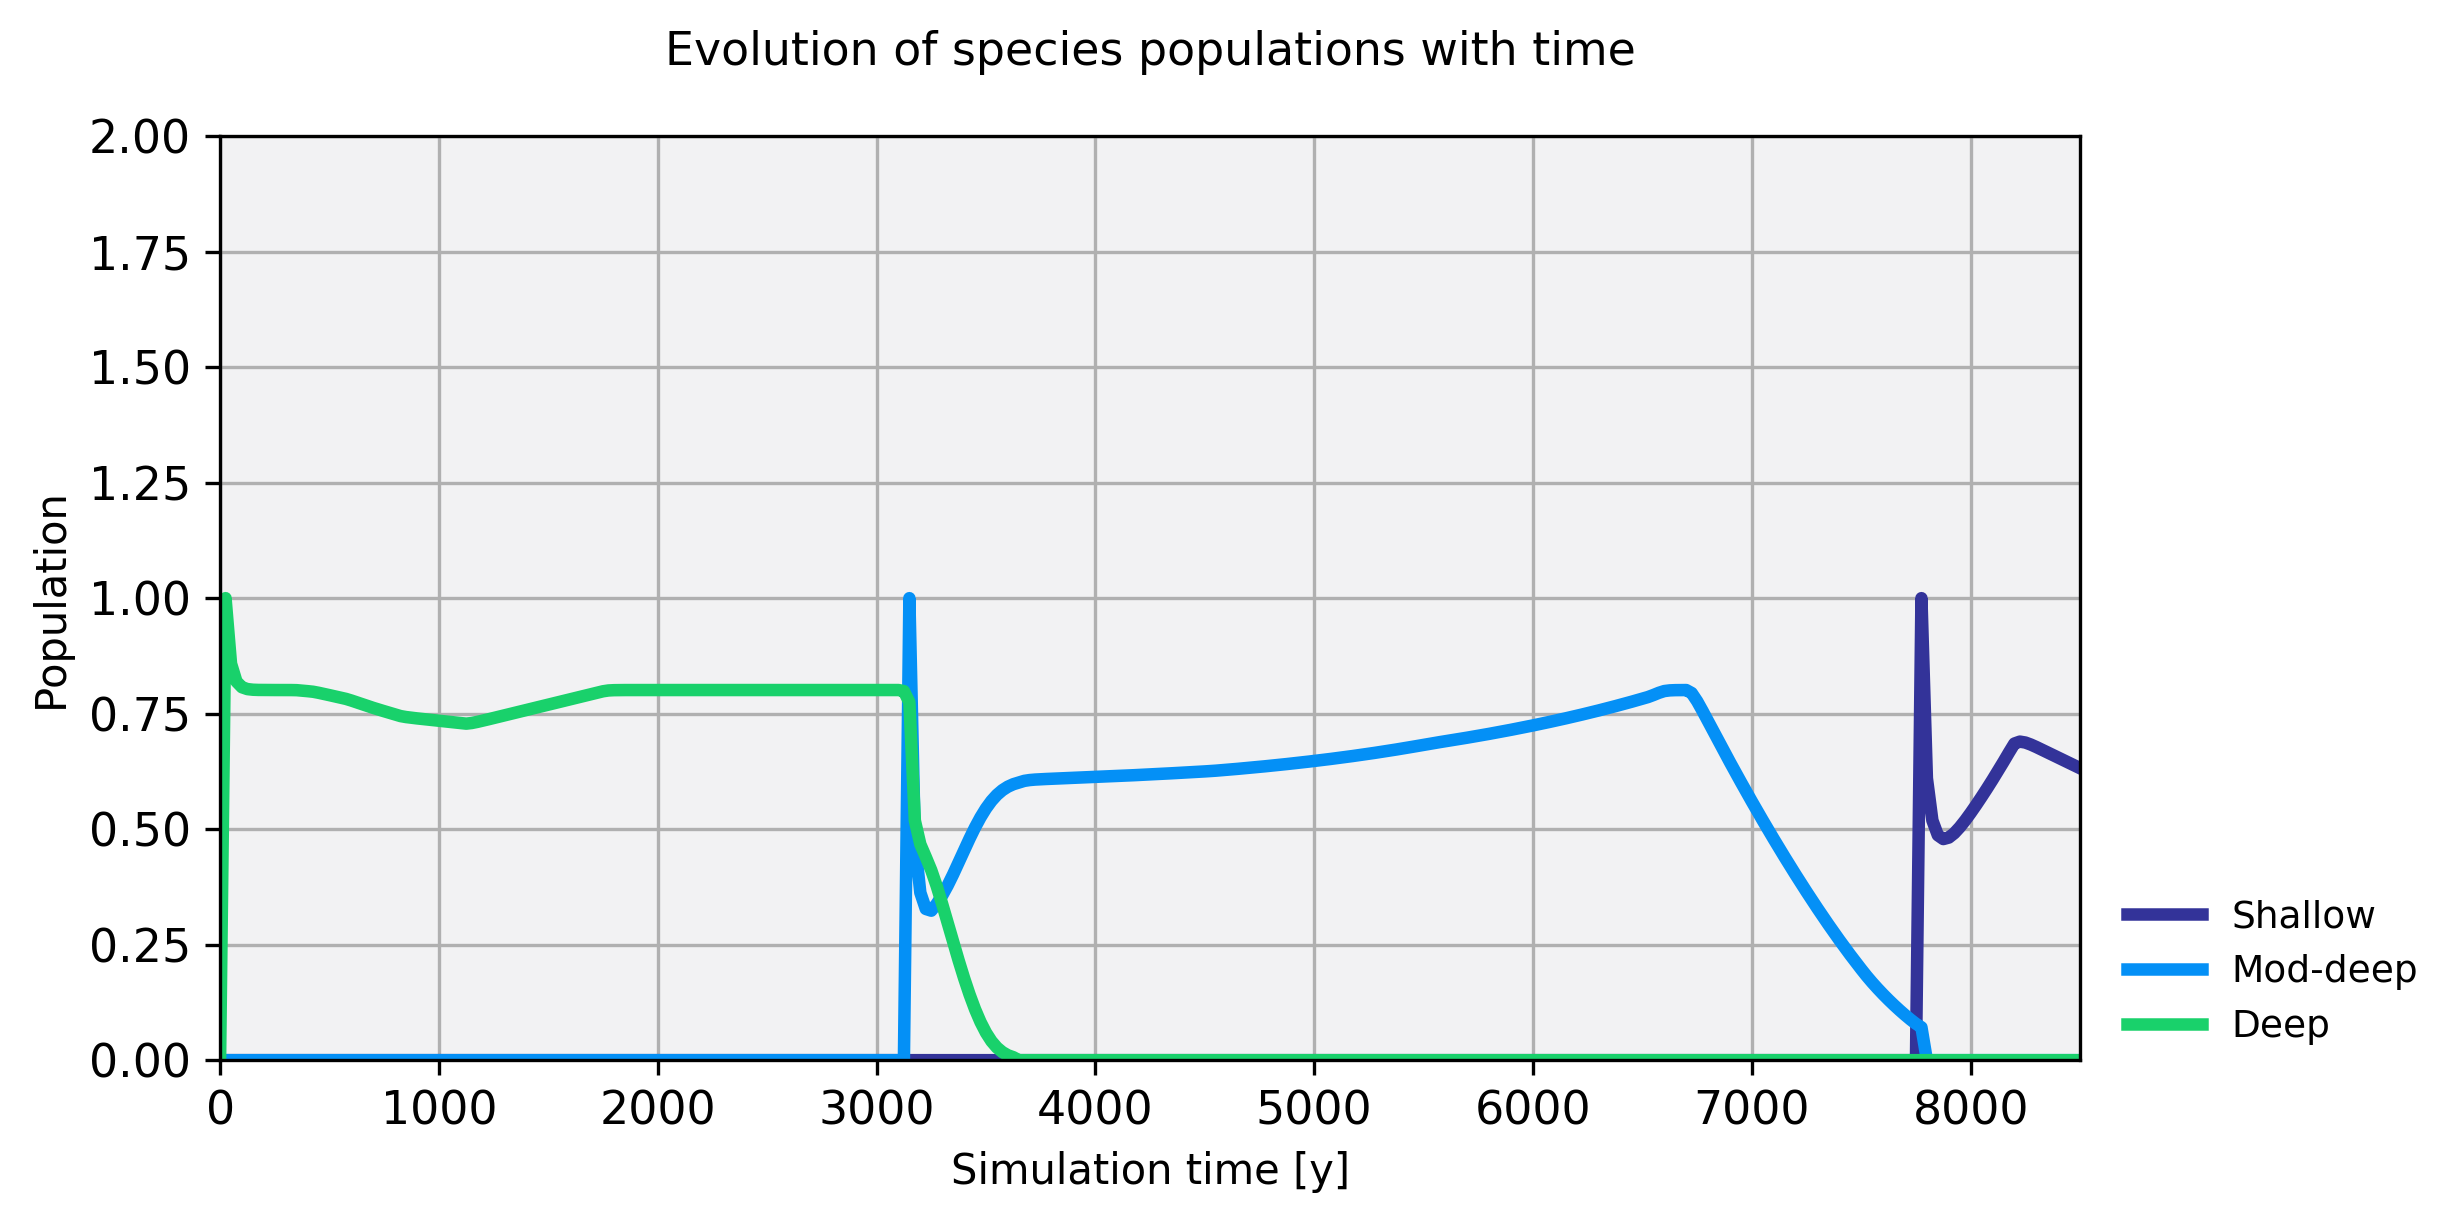 Evolution of species populations with time
2.00
1.75
1.50
1.25
1.00
0.75
0.50
0.25
0.00
Population
0 1000 2000 3000 4000 5000 6000 7000 8000
Simulation time [y]
Shallow
Mod-deep
Deep